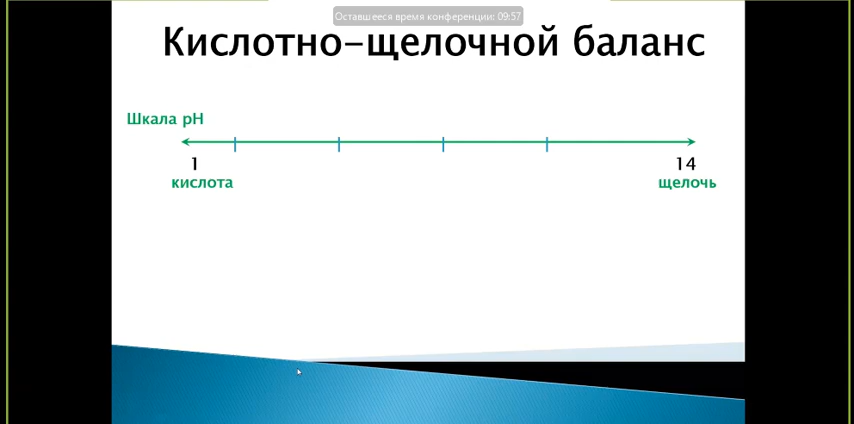 Оставшееся время конференции: 09:57
Кислотно-щелочной баланс
Шкала pH
1
14
кислота
щелочь